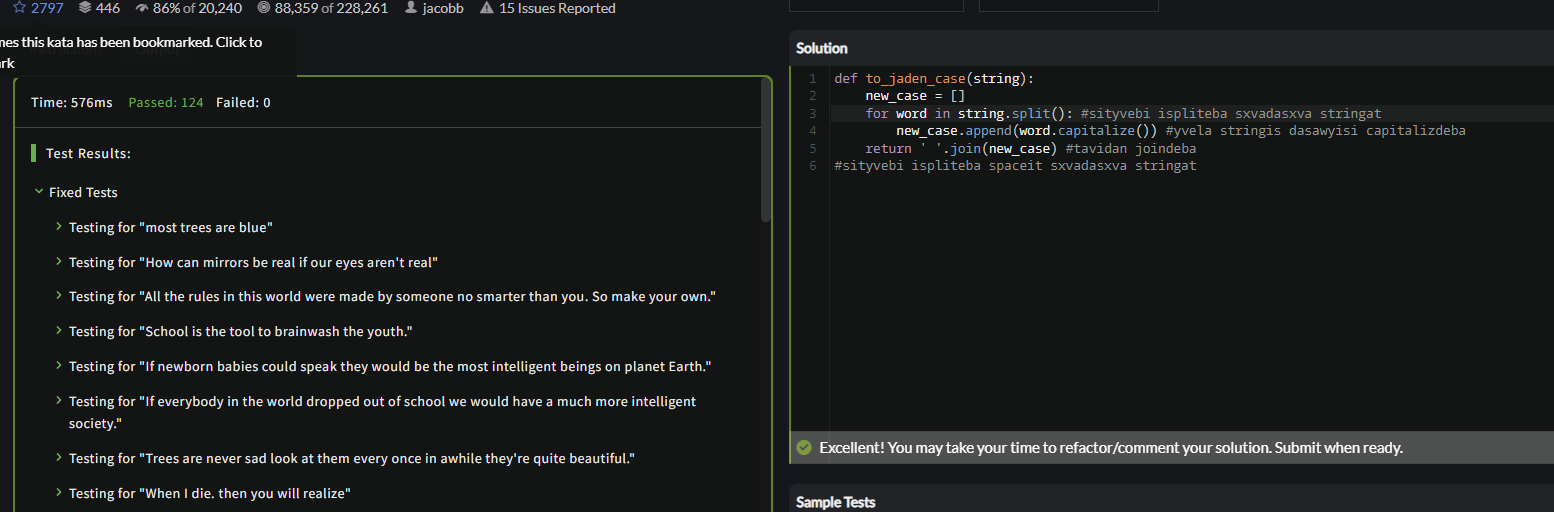 2797 446 86% of 20,240 88,359 of 228,261 jacobb 15 Issues Reported
mes this kata has been bookmarked. Click to
ark
Time: 576ms Passed: 124 Failed: 0
Test Results:
Fixed Tests
Testing for "most trees are blue"
Testing for "How can mirrors be real if our eyes aren't real"
Testing for "All the rules in this world were made by someone no smarter than you. So make your own."
Testing for "School is the tool to brainwash the youth."
Testing for "If newborn babies could speak they would be the most intelligent beings on planet Earth."
Testing for "If everybody in the world dropped out of school we would have a much more intelligent
society."
Testing for "Trees are never sad look at them every once in awhile they're quite beautiful."
Testing for "When I die. then you will realize"
Solution
1 def to_jaden_case(string):
2 new_case = []
3 for word in string.split(): #sityvebi ispliteba sxvadasxva stringat
4 new_case.append(word.capitalize()) #yvela stringis dasawyisi capitalizdeba
5 return ' '.join(new_case) #tavidan joindeba
6 #sityvebi ispliteba spaceit sxvadasxva stringat
Excellent! You may take your time to refactor/comment your solution. Submit when ready.
Sample Tests